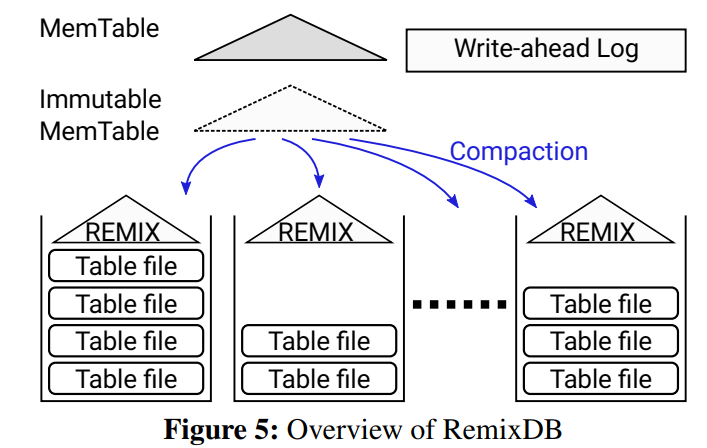 MemTable
Write-ahead Log
Immutable
MemTable
Compaction
REMIX
REMIX
REMIX
Table file
Table file
Table file
Table file
Table file
Table file
Table file
Table file
Table file
Figure 5: Overview of RemixDB